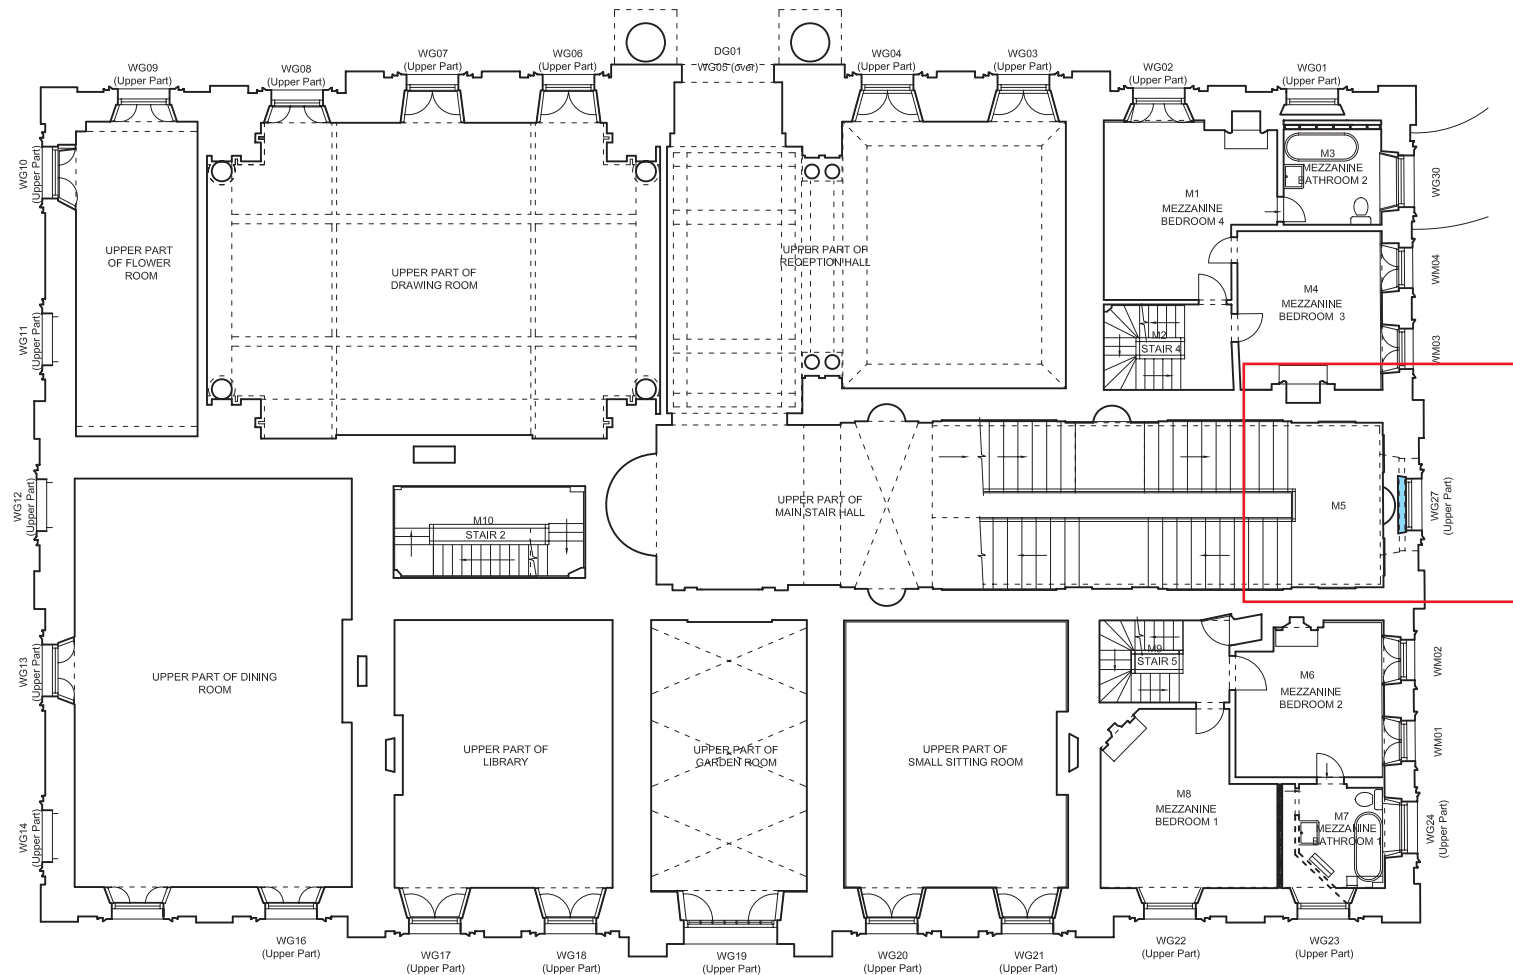 WG09
(Upper Part)
WG08
(Upper Part)
WG07
(Upper Part)
WG06
(Upper Part)
DG01
WG05 (over)
WG04
(Upper Part)
WG03
(Upper Part)
WG02
(Upper Part)
WG01
(Upper Part)
WG10
(Upper Part)
WG11
(Upper Part)
WG12
(Upper Part)
WG13
(Upper Part)
WG14
(Upper Part)
UPPER PART
OF FLOWER
ROOM
UPPER PART OF
DRAWING ROOM
UPPER PART OF
RECEPTION HALL
M1
MEZZANINE
BEDROOM 4
M3
MEZZANINE
BATHROOM 2
WG30
WM04
M4
MEZZANINE
BEDROOM 3
M2
STAIR 4
WM03
UPPER PART OF
MAIN STAIR HALL
M5
WG27
(Upper Part)
M10
STAIR 2
UPPER PART OF DINING
ROOM
UPPER PART OF
LIBRARY
UPPER PART OF
GARDEN ROOM
UPPER PART OF
SMALL SITTING ROOM
M9
STAIR 5
M6
MEZZANINE
BEDROOM 2
WM02
WM01
M8
MEZZANINE
BEDROOM 1
M7
MEZZANINE
BATHROOM 1
WG24
(Upper Part)
WG16
(Upper Part)
WG17
(Upper Part)
WG18
(Upper Part)
WG19
(Upper Part)
WG20
(Upper Part)
WG21
(Upper Part)
WG22
(Upper Part)
WG23
(Upper Part)